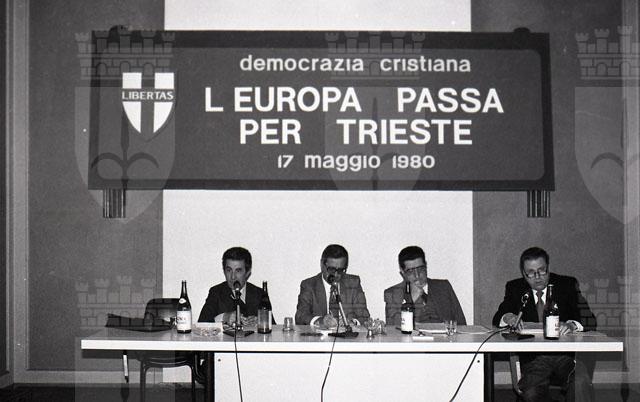 democrazia cristiana
LIBERTAS
L EUROPA PASSA
PER TRIESTE
17 maggio 1980